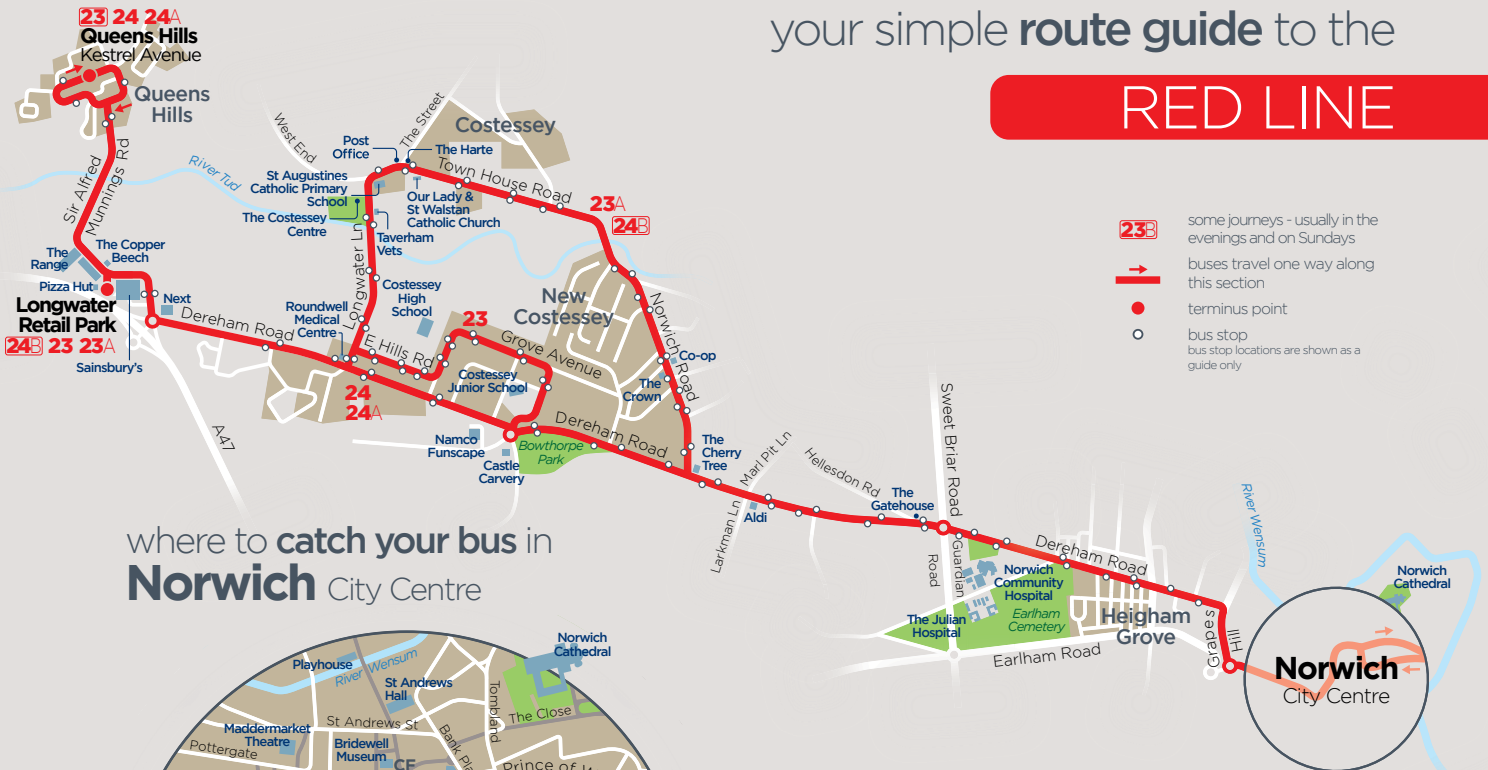 your simple route guide to the
RED LINE
23 24 24A
Queens Hills
Kestrel Avenue
Queens
Hills
Sir Alfred
Munnings Rd
River Tud
West End
The Street
Costessey
Post
Office
The Harte
Town House Road
St Augustines
Catholic Primary
School
Our Lady &
St Walstan
Catholic Church
The Costessey
Centre
Taverham
Vets
23A
24B
The
Range
The Copper
Beech
Pizza Hut
Longwater
Retail Park
24B 23 23A
Sainsbury's
Next
Dereham Road
A47
Roundwell
Medical
Centre
Longwater Ln
Costessey
High
School
New
Costessey
23
E Hills Rd
Grove Avenue
Costessey
Junior School
24
24A
Norwich Road
Co-op
The
Crown
Namco
Funscape
Castle
Carvery
Bowthorpe
Park
Dereham Road
The
Cherry
Tree
Larkman Ln
Marl Pit Ln
Aldi
Hellesdon Rd
The
Gatehouse
Sweet Briar Road
Guardian
Road
Dereham Road
Norwich
Community
Hospital
The Julian
Hospital
Earlham
Cemetery
Heigham
Grove
Earlham Road
Grapes
Hill
River Wensum
Norwich
Cathedral
Norwich
City Centre
23B
some journeys - usually in the
evenings and on Sundays
buses travel one way along
this section
terminus point
bus stop
bus stop locations are shown as a
guide only
where to catch your bus in
Norwich City Centre
Playhouse
River Wensum
St Andrews
Hall
Norwich
Cathedral
Tombland
The Close
Maddermarket
Theatre
St Andrews St
Pottergate
Bridewell
Museum
CE
Bank Pla
Prince of